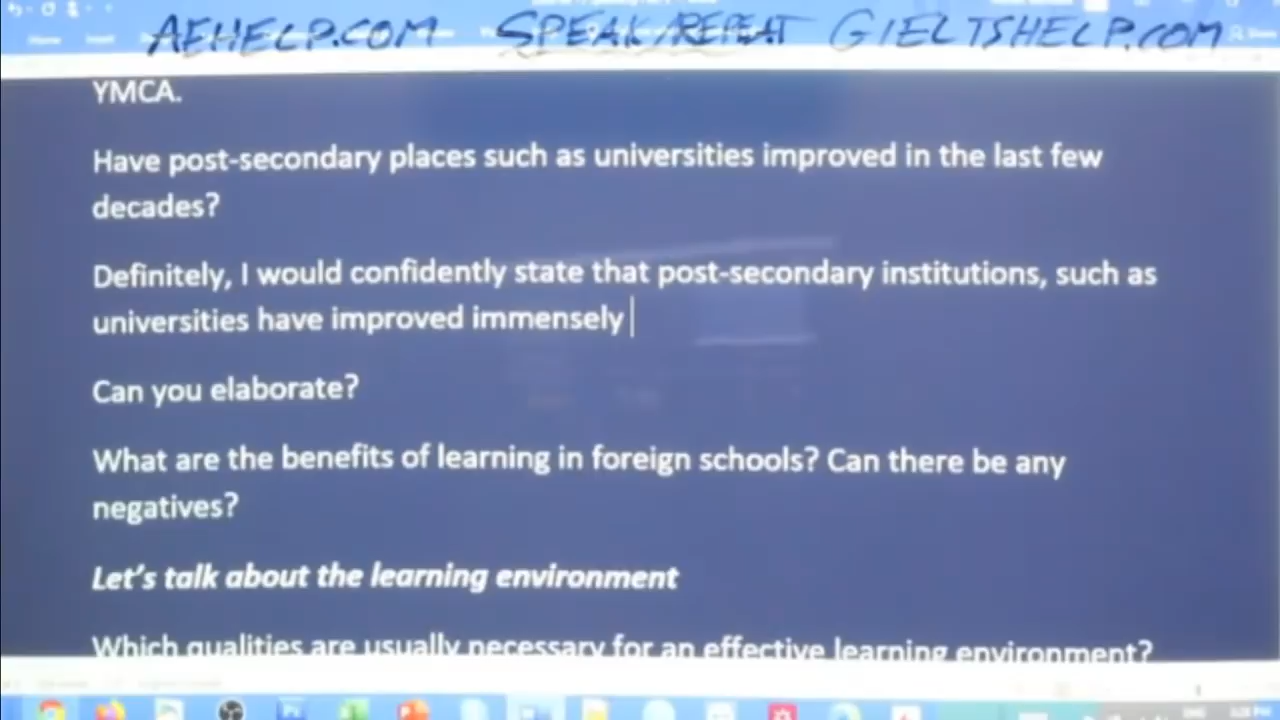 AEHELP.COM SPEAK/REPEAT GIELTSHELP.COM
YMCA.
Have post-secondary places such as universities improved in the last few
decades?
Definitely, I would confidently state that post-secondary institutions, such as
universities have improved immensely
Can you elaborate?
What are the benefits of learning in foreign schools? Can there be any
negatives?
Let's talk about the learning environment
Which qualities are usually necessary for an effective learning environment?